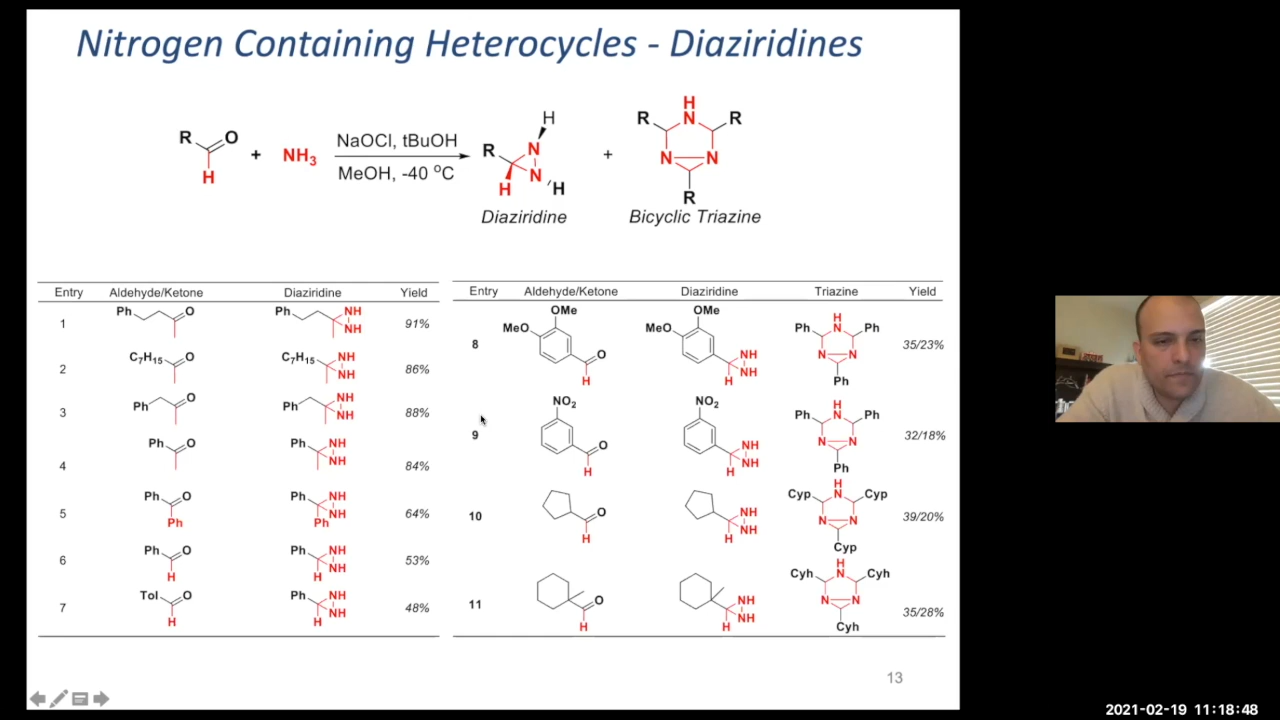 Nitrogen Containing Heterocycles - Diaziridines
R O H + NH3 NaOCl, tBuOH MeOH, -40 °C R N H N H H + H N R R N N R
Diaziridine Bicyclic Triazine
Entry Aldehyde/Ketone Diaziridine Yield
1 Ph O Ph NH NH 91%
2 C7H15 O C7H15 NH NH 86%
3 Ph O Ph NH NH 88%
4 Ph O Ph NH NH 84%
5 Ph O Ph Ph NH NH Ph 64%
6 Ph O H Ph NH NH H 53%
7 Tol O H Ph NH NH H 48%
Entry Aldehyde/Ketone Diaziridine Triazine Yield
8 OMe MeO O H OMe MeO NH NH H H N Ph Ph N N Ph 35/23%
9 NO2 O H NO2 NH NH H H N Ph Ph N N Ph 32/18%
10 O H NH NH H H N Cyp Cyp N N Cyp 39/20%
11 O H NH NH H H N Cyh Cyh N N Cyh 35/28%
13
2021-02-19 11:18:48